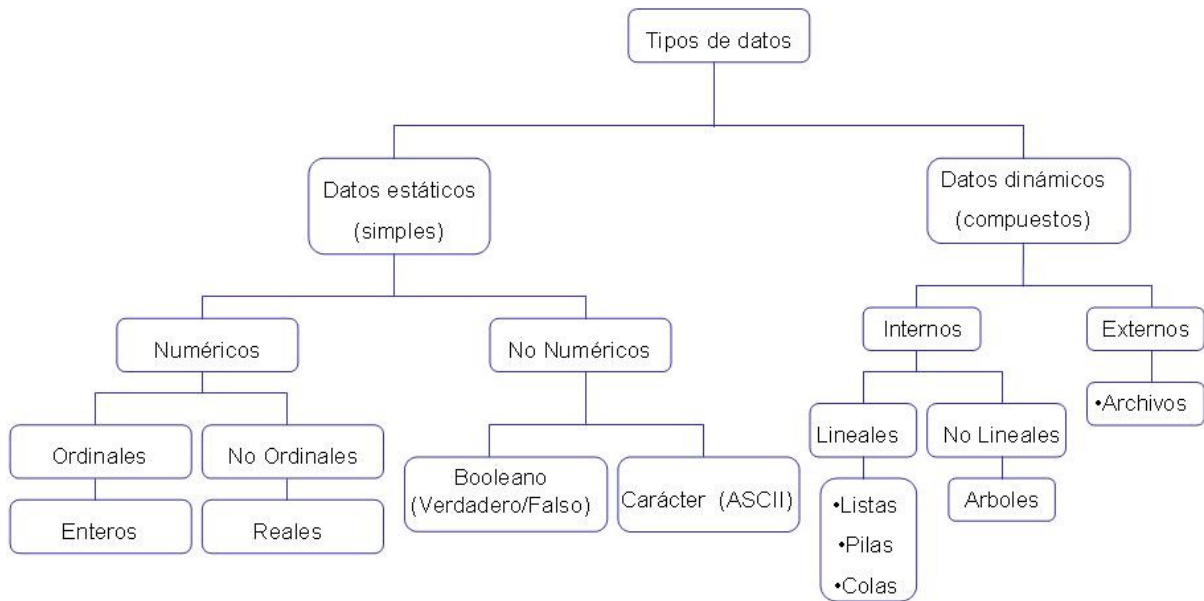 Tipos de datos
Datos estáticos
(simples)
Datos dinámicos
(compuestos)
Numéricos
No Numéricos
Internos
Externos
Ordinales
No Ordinales
Booleano
(Verdadero/Falso)
Carácter (ASCII)
Lineales
No Lineales
•Archivos
Enteros
Reales
•Listas
•Pilas
•Colas
Arboles